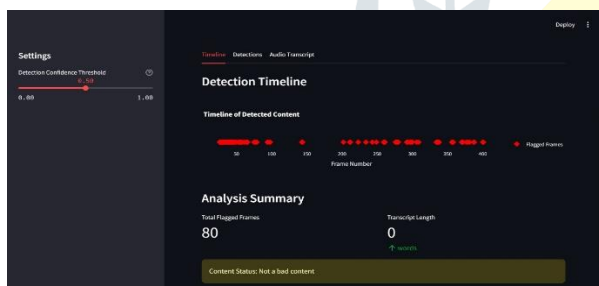 Deploy
Settings
Detection Confidence Threshold
0.50
0.00 1.00
Timeline Detections Audio Transcript
Detection Timeline
Timeline of Detected Content
50 100 150 200 250 300 350 400
Frame Number
Flagged Frames
Analysis Summary
Total Flagged Frames
80
Transcript Length
0
↑ words
Content Status: Not a bad content